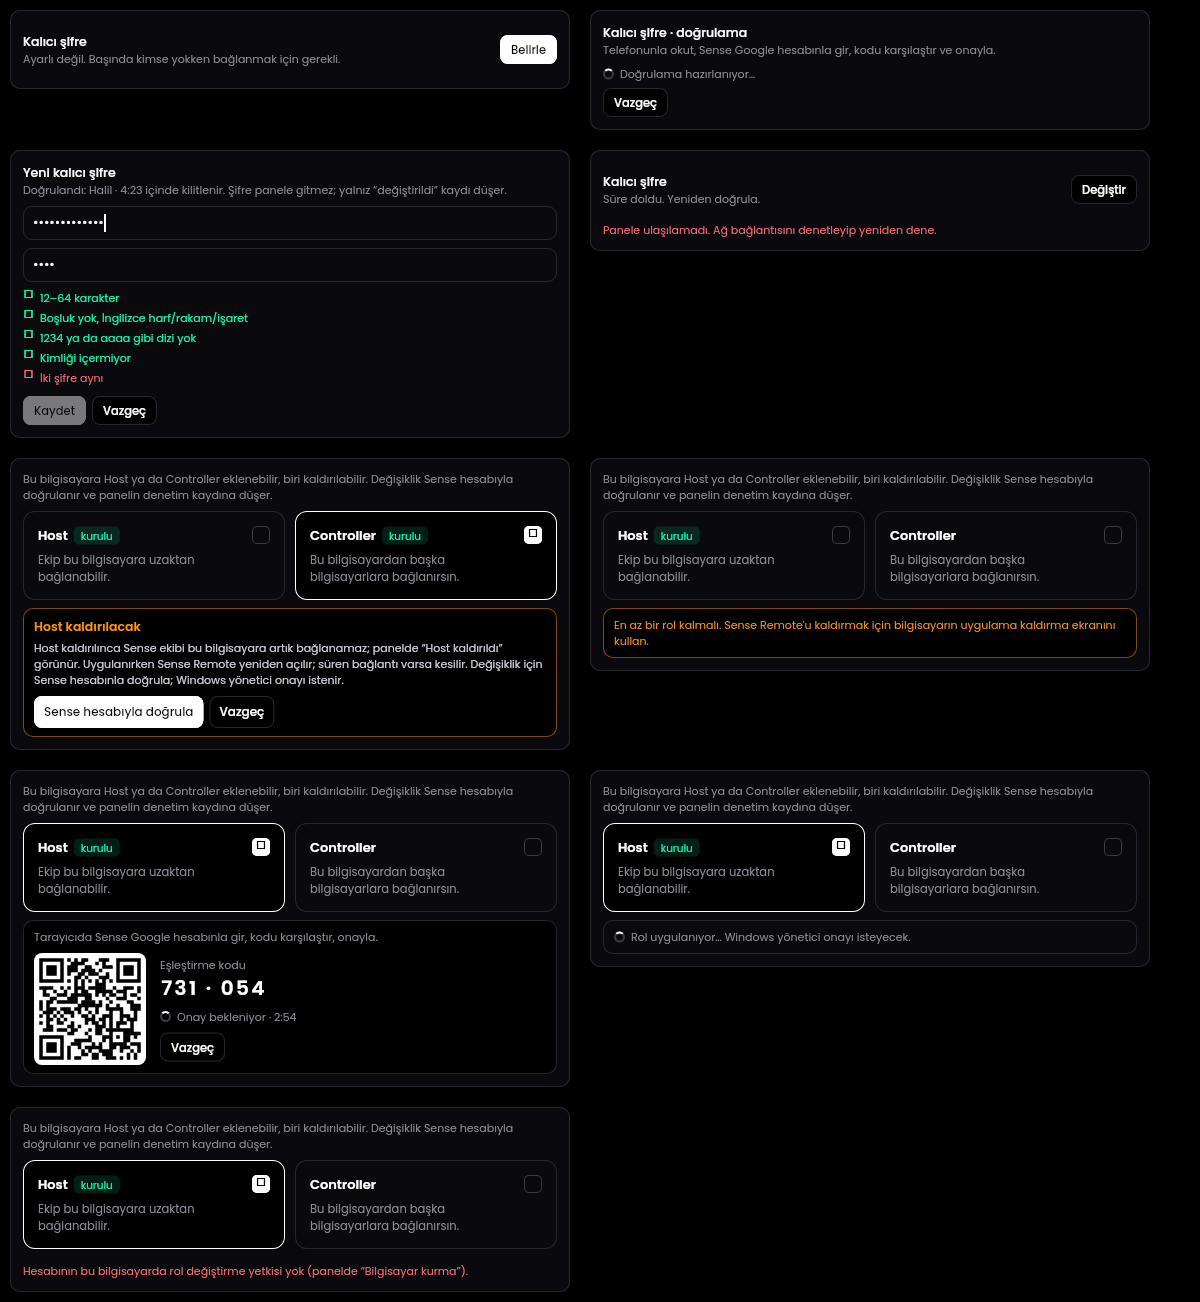 Kalıcı şifre
Ayarlı değil. Başında kimse yokken bağlanmak için gerekli.
Belirle
Kalıcı şifre · doğrulama
Telefonunla okut, Sense Google hesabınla gir, kodu karşılaştır ve onayla.
Doğrulama hazırlanıyor…
Vazgeç
Yeni kalıcı şifre
Doğrulandı: Halil · 4:23 içinde kilitlenir. Şifre panele gitmez; yalnız “değiştirildi” kaydı düşer.
•••••••••••••
••••
12–64 karakter
Boşluk yok, İngilizce harf/rakam/işaret
1234 ya da aaaa gibi dizi yok
Kimliği içermiyor
İki şifre aynı
Kaydet
Vazgeç
Kalıcı şifre
Süre doldu. Yeniden doğrula.
Değiştir
Panele ulaşılamadı. Ağ bağlantısını denetleyip yeniden dene.
Bu bilgisayara Host ya da Controller eklenebilir, biri kaldırılabilir. Değişiklik Sense hesabıyla
doğrulanır ve panelin denetim kaydına düşer.
Host kurulu
Ekip bu bilgisayara uzaktan
bağlanabilir.
Controller kurulu
Bu bilgisayardan başka
bilgisayarlara bağlanırsın.
Host kaldırılacak
Host kaldırılınca Sense ekibi bu bilgisayara artık bağlanamaz; panelde “Host kaldırıldı”
görünür. Uygulanırken Sense Remote yeniden açılır; süren bağlantı varsa kesilir. Değişiklik için
Sense hesabınla doğrula; Windows yönetici onayı istenir.
Sense hesabıyla doğrula
Vazgeç
Bu bilgisayara Host ya da Controller eklenebilir, biri kaldırılabilir. Değişiklik Sense hesabıyla
doğrulanır ve panelin denetim kaydına düşer.
Host kurulu
Ekip bu bilgisayara uzaktan
bağlanabilir.
Controller
Bu bilgisayardan başka
bilgisayarlara bağlanırsın.
En az bir rol kalmalı. Sense Remote'u kaldırmak için bilgisayarın uygulama kaldırma ekranını
kullan.
Bu bilgisayara Host ya da Controller eklenebilir, biri kaldırılabilir. Değişiklik Sense hesabıyla
doğrulanır ve panelin denetim kaydına düşer.
Host kurulu
Ekip bu bilgisayara uzaktan
bağlanabilir.
Controller
Bu bilgisayardan başka
bilgisayarlara bağlanırsın.
Tarayıcıda Sense Google hesabınla gir, kodu karşılaştır, onayla.
Eşleştirme kodu
731 · 054
Onay bekleniyor · 2:54
Vazgeç
Bu bilgisayara Host ya da Controller eklenebilir, biri kaldırılabilir. Değişiklik Sense hesabıyla
doğrulanır ve panelin denetim kaydına düşer.
Host kurulu
Ekip bu bilgisayara uzaktan
bağlanabilir.
Controller
Bu bilgisayardan başka
bilgisayarlara bağlanırsın.
Rol uygulanıyor… Windows yönetici onayı isteyecek.
Bu bilgisayara Host ya da Controller eklenebilir, biri kaldırılabilir. Değişiklik Sense hesabıyla
doğrulanır ve panelin denetim kaydına düşer.
Host kurulu
Ekip bu bilgisayara uzaktan
bağlanabilir.
Controller
Bu bilgisayardan başka
bilgisayarlara bağlanırsın.
Hesabının bu bilgisayarda rol değiştirme yetkisi yok (panelde “Bilgisayar kurma”).